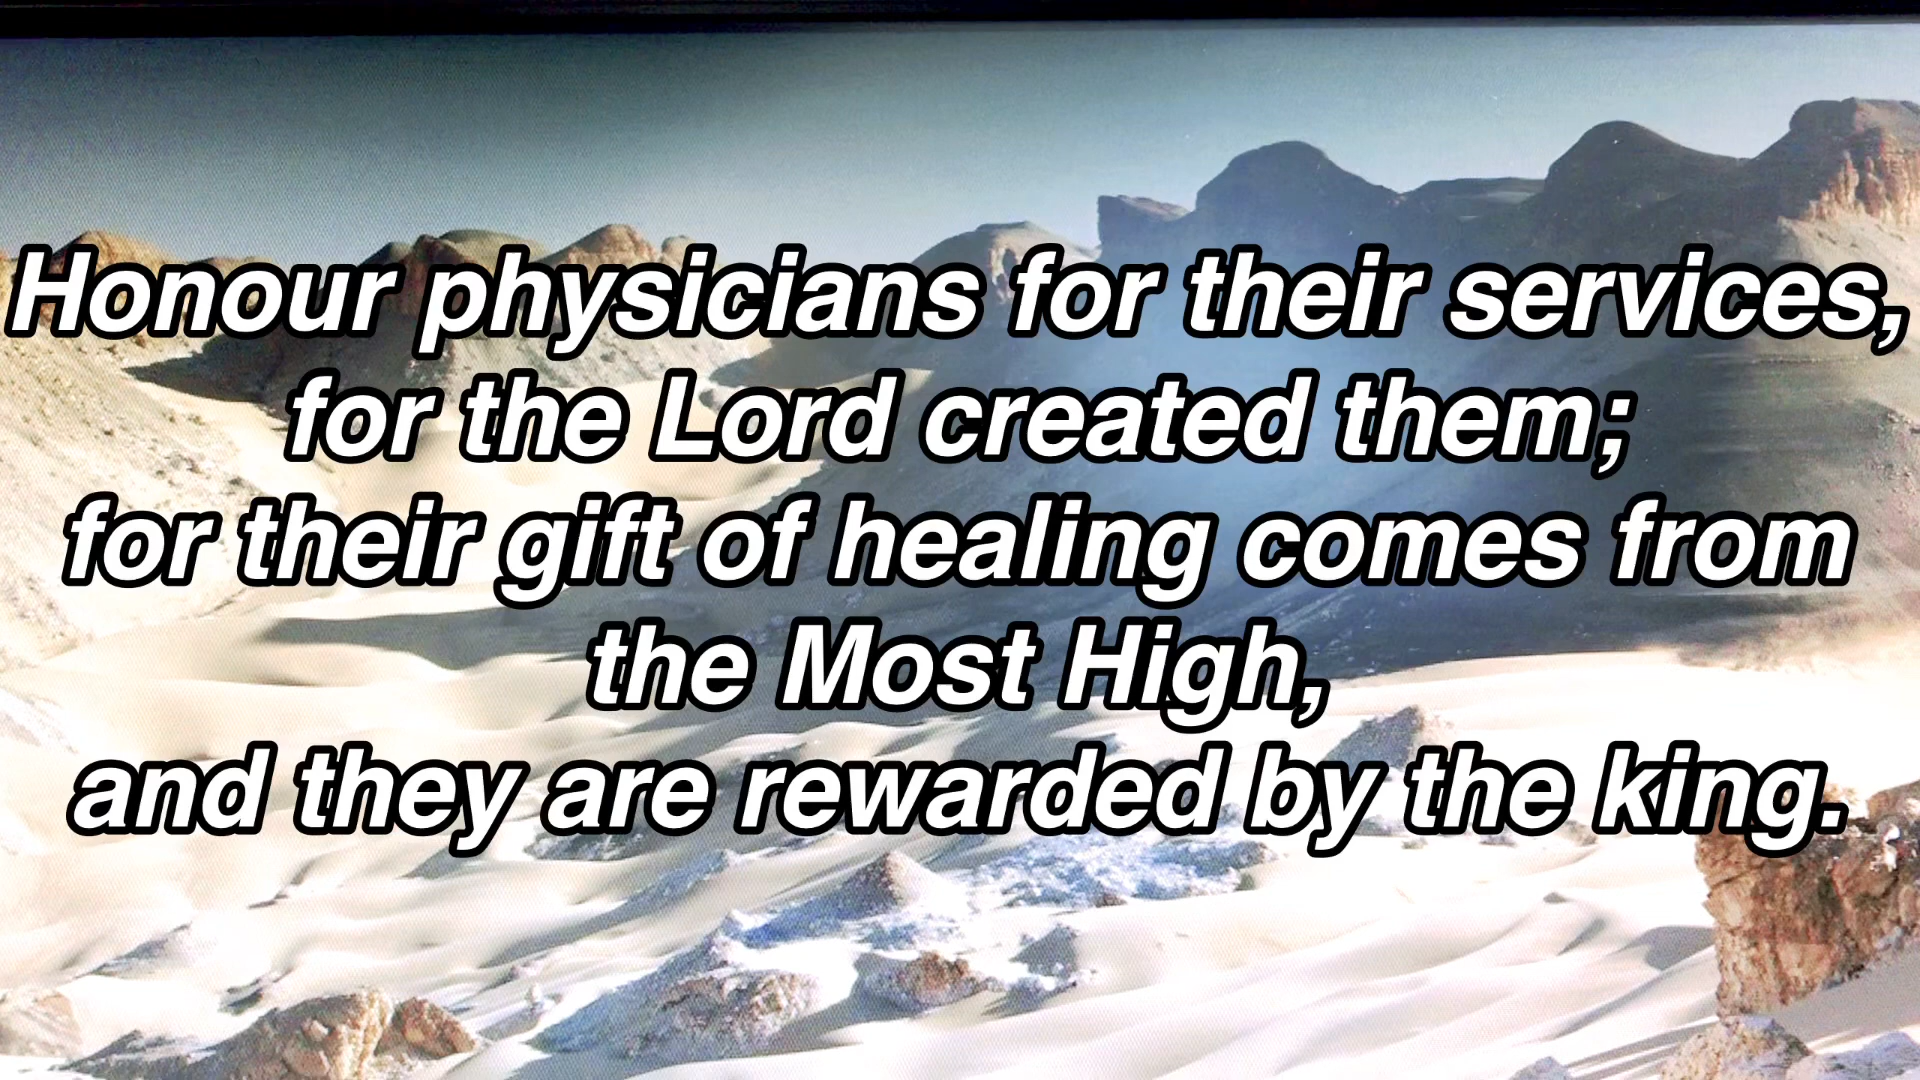 Honour physicians for their services,
for the Lord created them;
for their gift of healing comes from
the Most High,
and they are rewarded by the king.